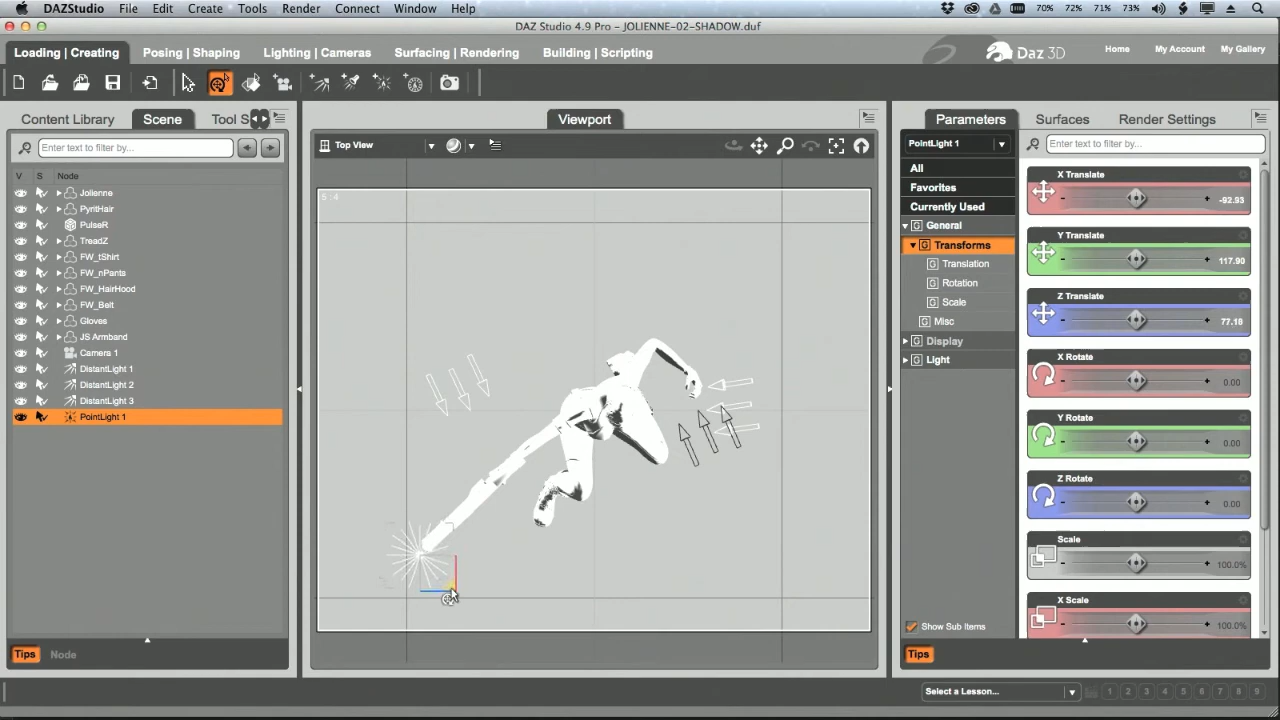 DAZStudio File Edit Create Tools Render Connect Window Help 70% 72% 71% 73%
DAZ Studio 4.9 Pro - JOLIENNE-02-SHADOW.duf
Loading | Creating Posing | Shaping Lighting | Cameras Surfacing | Rendering Building | Scripting Daz 3D Home My Account My Gallery
Content Library Scene Tool S Viewport Parameters Surfaces Render Settings
Enter text to filter by...
V S Node
Jolienne
PyritHair
PulseR
TreadZ
FW_tShirt
FW_nPants
FW_HairHood
FW_Belt
Gloves
JS Armband
Camera 1
DistantLight 1
DistantLight 2
DistantLight 3
PointLight 1
Tips Node
Top View
5:4
PointLight 1
All
Favorites
Currently Used
G General
G Transforms
G Translation
G Rotation
G Scale
G Misc
G Display
G Light
Show Sub Items
Tips
Enter text to filter by...
X Translate
- + -92.93
Y Translate
- + 117.90
Z Translate
- + 77.18
X Rotate
- + 0.00
Y Rotate
- + 0.00
Z Rotate
- + 0.00
Scale
- + 100.0%
X Scale
- + 100.0%
Select a Lesson... 1 2 3 4 5 6 7 8 9